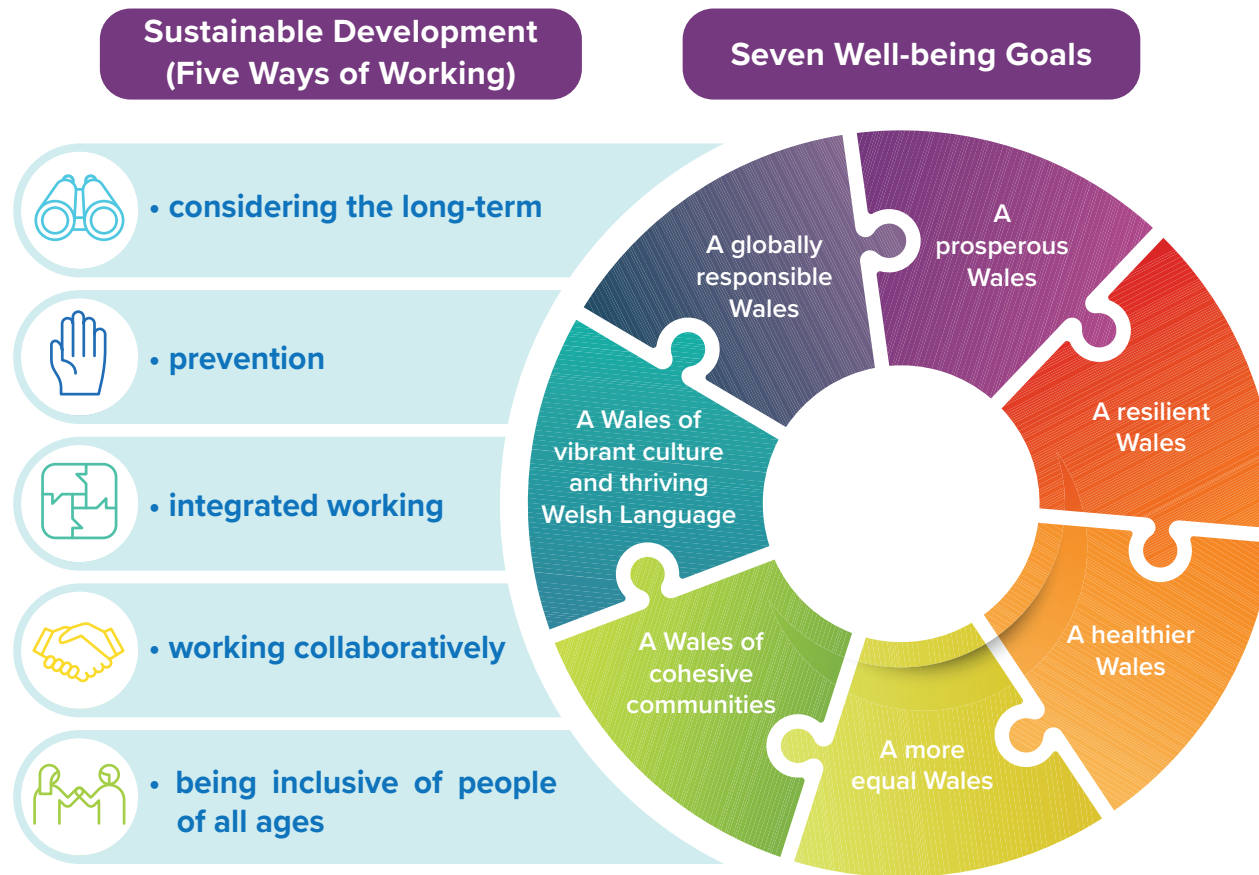 Sustainable Development
(Five Ways of Working)
Seven Well-being Goals
• considering the long-term
• prevention
• integrated working
• working collaboratively
• being inclusive of people
of all ages
A
prosperous
Wales
A resilient
Wales
A healthier
Wales
A more
equal Wales
A Wales of
cohesive
communities
A Wales of
vibrant culture
and thriving
Welsh Language
A globally
responsible
Wales